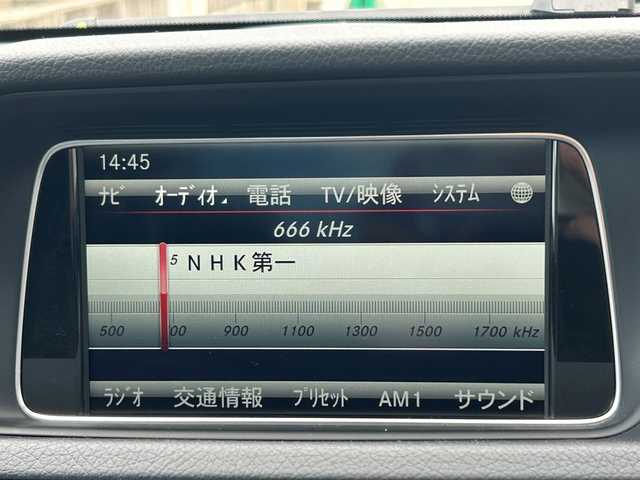 14:45
ナビ オーディオ 電話 TV/映像 システム
666 kHz
5 NHK第一
500 00 900 1100 1300 1500 1700 kHz
ラジオ 交通情報 プリセット AM1 サウンド